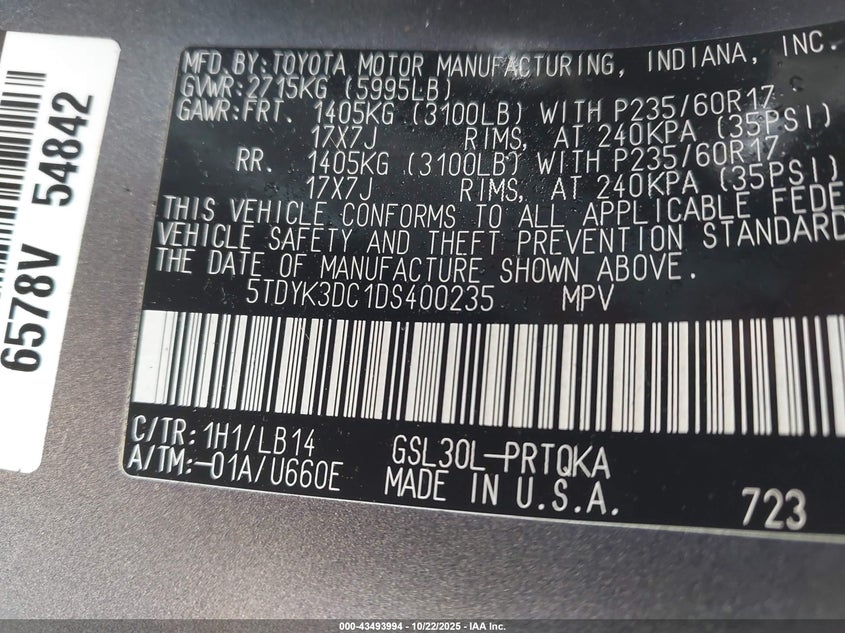 MFD. BY: TOYOTA MOTOR MANUFACTURING, INDIANA, INC.
GVWR: 2715KG (5995LB)
GAWR: FRT. 1405KG (3100LB) WITH P235/60R17
17X7J RIMS, AT 240KPA (35PSI)
RR. 1405KG (3100LB) WITH P235/60R17
17X7J RIMS, AT 240KPA (35PSI)
THIS VEHICLE CONFORMS TO ALL APPLICABLE FEDE
VEHICLE SAFETY AND THEFT PREVENTION STANDARD
THE DATE OF MANUFACTURE SHOWN ABOVE.
5TDYK3DC1DS400235 MPV
C/TR: 1H1/LB14 GSL30L-PRTQKA
A/TM: -01A/U660E MADE IN U.S.A. 723
6578V 54842
000-43493994 - 10/22/2025 - IAA Inc.